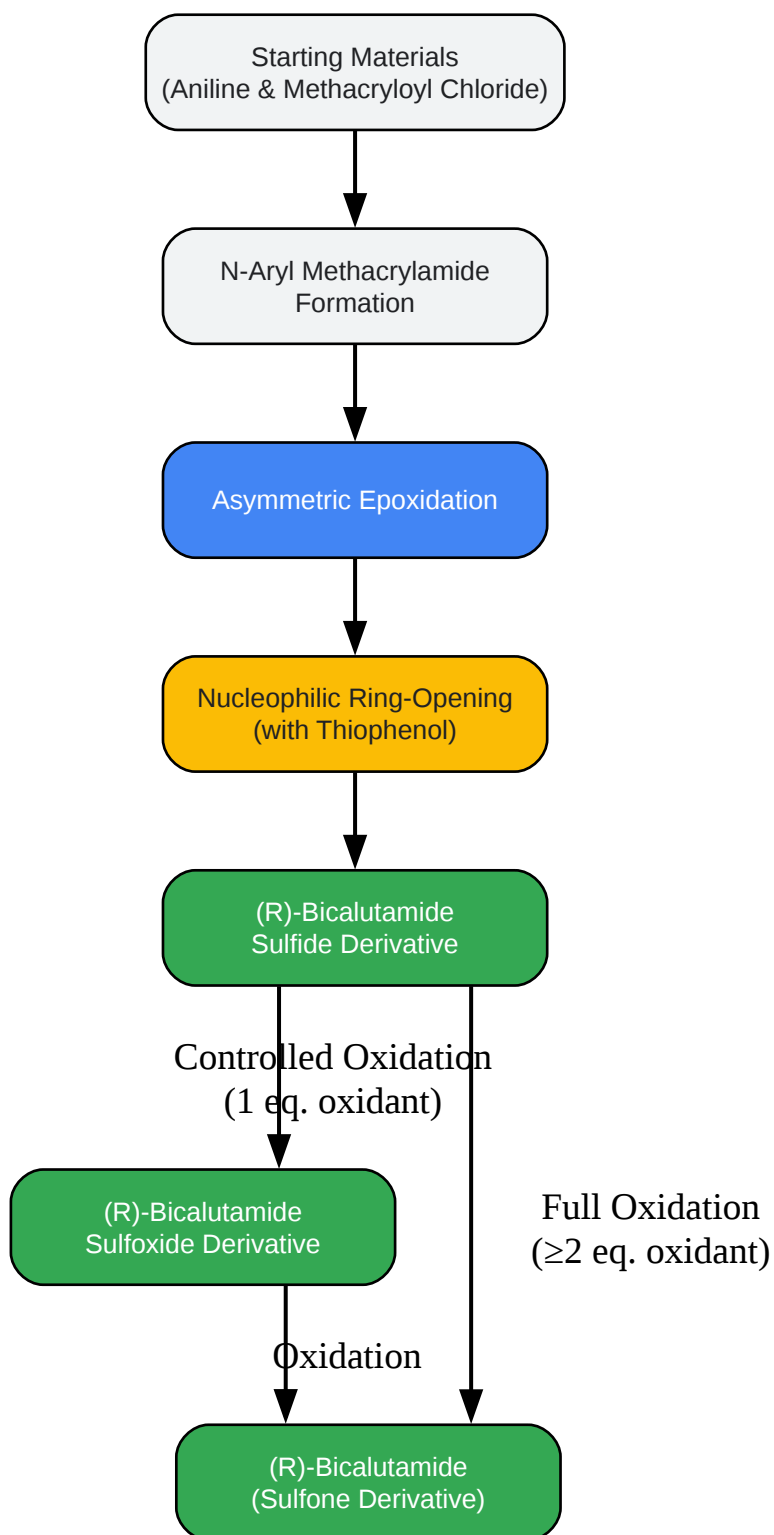 Starting Materials
(Aniline & Methacryloyl Chloride)
N-Aryl Methacrylamide
Formation
Asymmetric Epoxidation
Nucleophilic Ring-Opening
(with Thiophenol)
(R)-Bicalutamide
Sulfide Derivative
Controlled Oxidation
(1 eq. oxidant)
(R)-Bicalutamide
Sulfoxide Derivative
Full Oxidation
(≥2 eq. oxidant)
Oxidation
(R)-Bicalutamide
(Sulfone Derivative)